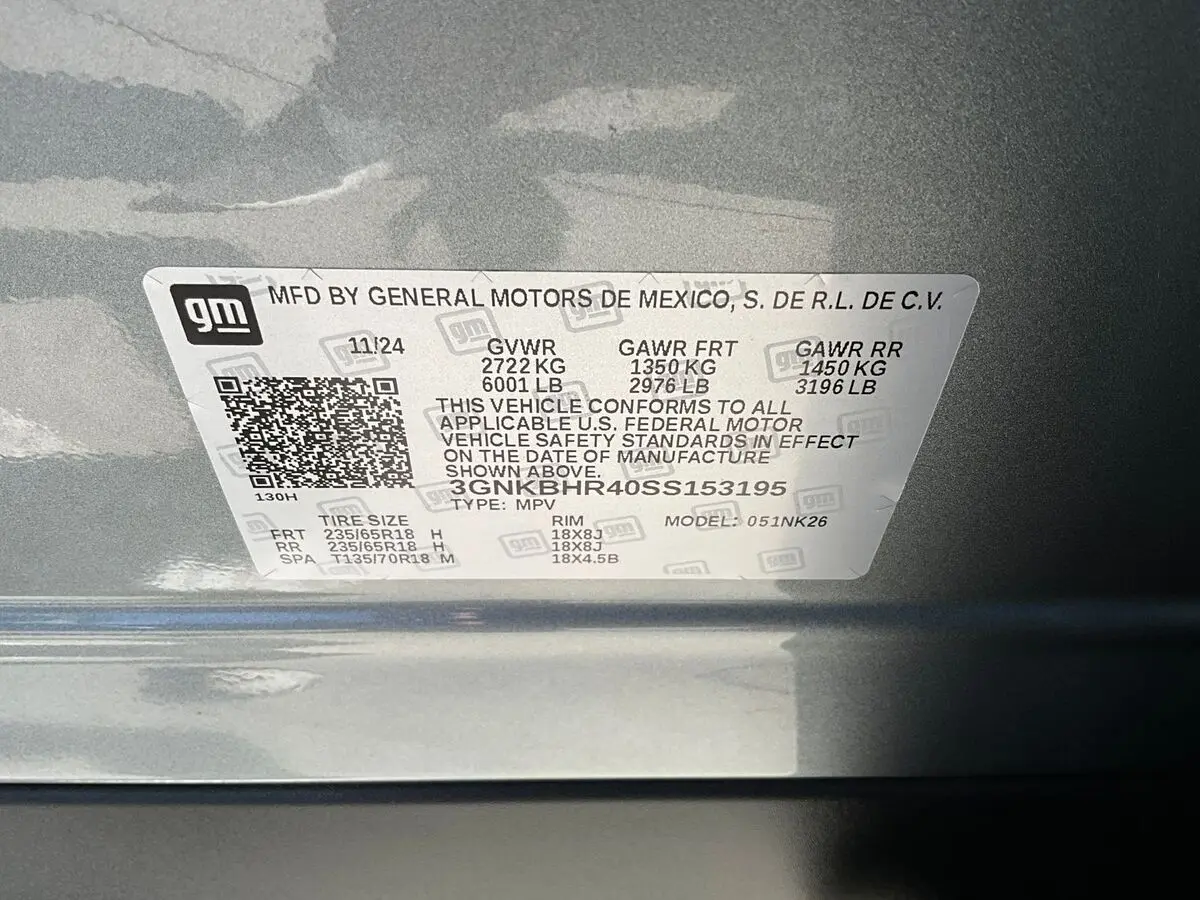 gm MFD BY GENERAL MOTORS DE MEXICO, S. DE R.L. DE C.V.
11/24 GVWR GAWR FRT GAWR RR
2722 KG 1350 KG 1450 KG
6001 LB 2976 LB 3196 LB
THIS VEHICLE CONFORMS TO ALL
APPLICABLE U.S. FEDERAL MOTOR
VEHICLE SAFETY STANDARDS IN EFFECT
ON THE DATE OF MANUFACTURE
SHOWN ABOVE.
3GNKBHR40SS153195
130H
TYPE: MPV
TIRE SIZE RIM MODEL: 051NK26
FRT 235/65R18 H 18X8J
RR 235/65R18 H 18X8J
SPA T135/70R18 M 18X4.5B